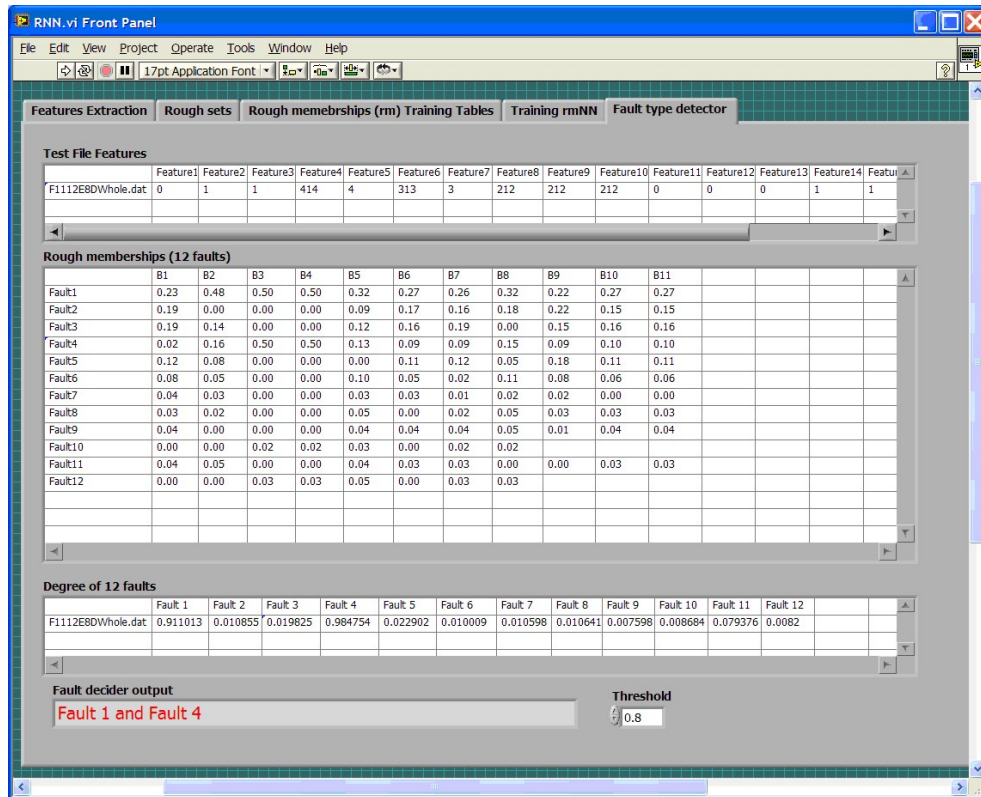 RNN.vi Front Panel
File Edit View Project Operate Tools Window Help
17pt Application Font
Features Extraction Rough sets Rough memebrships (rm) Training Tables Training rmNN Fault type detector
Test File Features
Feature1 Feature2 Feature3 Feature4 Feature5 Feature6 Feature7 Feature8 Feature9 Feature10 Feature11 Feature12 Feature13 Feature14 Featur
F1112E8DWhole.dat 0 1 1 414 4 313 3 212 212 212 0 0 0 1 1
Rough memberships (12 faults)
B1 B2 B3 B4 B5 B6 B7 B8 B9 B10 B11
Fault1 0.23 0.48 0.50 0.50 0.32 0.27 0.26 0.32 0.22 0.27 0.27
Fault2 0.19 0.00 0.00 0.00 0.09 0.17 0.16 0.18 0.22 0.15 0.15
Fault3 0.19 0.14 0.00 0.00 0.12 0.16 0.19 0.00 0.15 0.16 0.16
Fault4 0.02 0.16 0.50 0.50 0.13 0.09 0.09 0.15 0.09 0.10 0.10
Fault5 0.12 0.08 0.00 0.00 0.00 0.11 0.12 0.05 0.18 0.11 0.11
Fault6 0.08 0.05 0.00 0.00 0.10 0.05 0.02 0.11 0.08 0.06 0.06
Fault7 0.04 0.03 0.00 0.00 0.03 0.03 0.01 0.02 0.02 0.00 0.00
Fault8 0.03 0.02 0.00 0.00 0.05 0.00 0.02 0.05 0.03 0.03 0.03
Fault9 0.04 0.00 0.00 0.00 0.04 0.04 0.04 0.05 0.01 0.04 0.04
Fault10 0.00 0.00 0.02 0.02 0.03 0.00 0.02 0.02
Fault11 0.04 0.05 0.00 0.00 0.04 0.03 0.03 0.00 0.00 0.03 0.03
Fault12 0.00 0.00 0.03 0.03 0.05 0.00 0.03 0.03
Degree of 12 faults
Fault 1 Fault 2 Fault 3 Fault 4 Fault 5 Fault 6 Fault 7 Fault 8 Fault 9 Fault 10 Fault 11 Fault 12
F1112E8DWhole.dat 0.911013 0.010855 0.019825 0.984754 0.022902 0.010009 0.010598 0.010641 0.007598 0.008684 0.079376 0.0082
Fault decider output
Fault 1 and Fault 4
Threshold
0.8